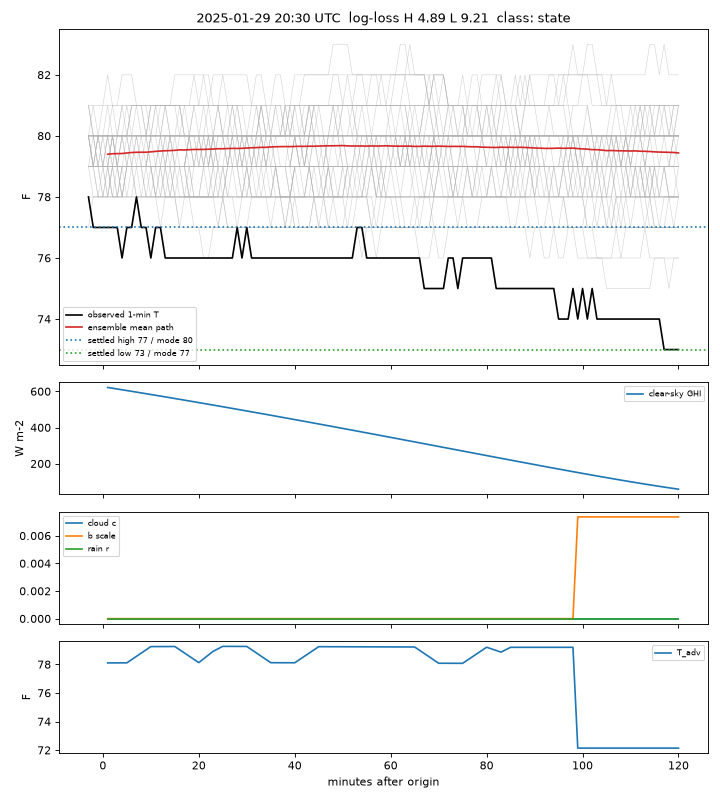 2025-01-29 20:30 UTC  log-loss H 4.89 L 9.21  class: state
82
80
78
76
74
F
observed 1-min T
ensemble mean path
settled high 77 / mode 80
settled low 73 / mode 77
600
400
200
W m-2
clear-sky GHI
0.006
0.004
0.002
0.000
cloud c
b scale
rain r
78
76
74
72
F
T_adv
0
20
40
60
80
100
120
minutes after origin